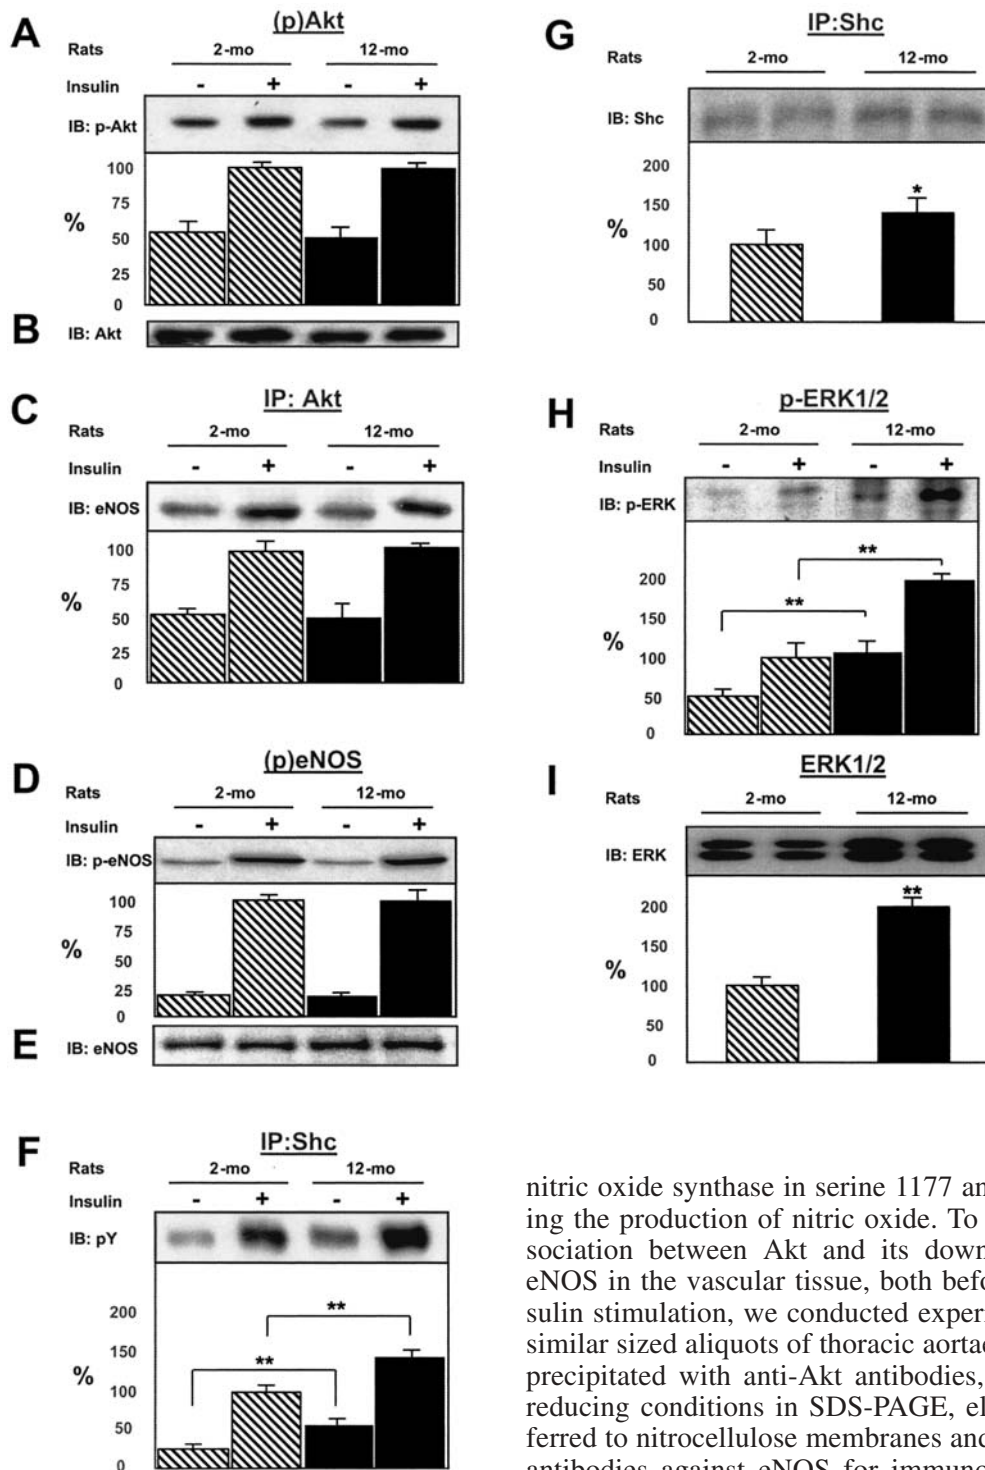 A
(p)Akt
Rats
2-mo
12-mo
Insulin
-
+
-
+
IB: p-Akt
100
75
%
50
25
0
B
IB: Akt
C
IP: Akt
Rats
2-mo
12-mo
Insulin
-
+
-
+
IB: eNOS
100
75
%
50
25
0
D
(p)eNOS
Rats
2-mo
12-mo
Insulin
-
+
-
+
IB: p-eNOS
100
75
%
50
25
0
E
IB: eNOS
F
IP:Shc
Rats
2-mo
12-mo
Insulin
-
+
-
+
IB: pY
200
**
150
**
%
100
50
0
G
IP:Shc
Rats
2-mo
12-mo
IB: Shc
200
*
150
%
100
50
0
H
p-ERK1/2
Rats
2-mo
12-mo
Insulin
-
+
-
+
IB: p-ERK
**
200
**
150
%
100
50
0
I
ERK1/2
Rats
2-mo
12-mo
IB: ERK
**
200
150
%
100
50
0
nitric oxide synthase in serine 1177 an
ing the production of nitric oxide. To
sociation between Akt and its down
eNOS in the vascular tissue, both befo
sulin stimulation, we conducted experi
similar sized aliquots of thoracic aortae
precipitated with anti-Akt antibodies,
reducing conditions in SDS-PAGE, el
ferred to nitrocellulose membranes and
antibodies against eNOS for immuno